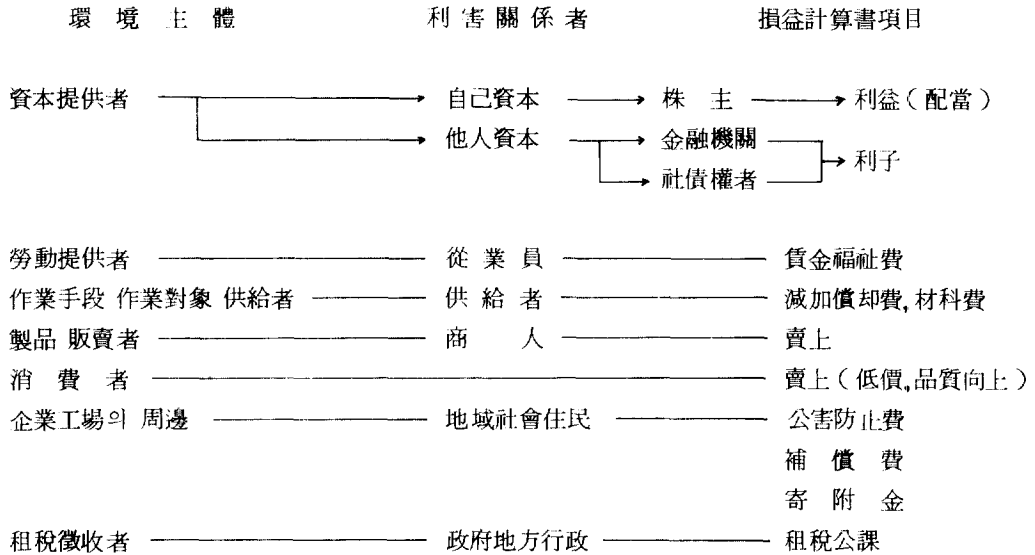 環境主體 利害關係者 損益計算書項目
資本提供者 自己資本 株主 利益(配當)
他人資本 金融機關 利子
社債權者
勞動提供者 從業員 賃金福祉費
作業手段 作業對象 供給者 供給者 減加償却費, 材料費
製品 販賣者 商人 賣上
消費者 賣上(低價, 品質向上)
企業工場의 周邊 地域社會住民 公害防止費
補償費
寄附金
租稅徵收者 政府地方行政 租稅公課